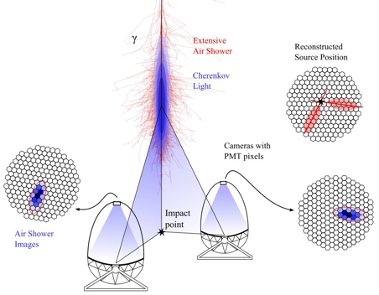 γ
Extensive
Air Shower
Cherenkov
Light
Reconstructed
Source Position
Cameras with
PMT pixels
Impact
point
Air Shower
Images